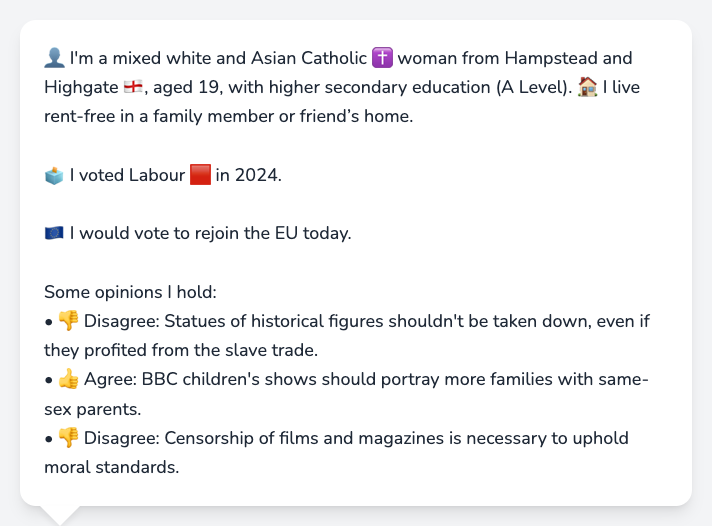 👤 I'm a mixed white and Asian Catholic ✝️ woman from Hampstead and
Highgate 🏴󠁧󠁢󠁥󠁮󠁧󠁿, aged 19, with higher secondary education (A Level). 🏠 I live
rent-free in a family member or friend’s home.
🗳️ I voted Labour 🟥 in 2024.
🇪🇺 I would vote to rejoin the EU today.
Some opinions I hold:
• 👎 Disagree: Statues of historical figures shouldn't be taken down, even if
they profited from the slave trade.
• 👍 Agree: BBC children's shows should portray more families with same-
sex parents.
• 👎 Disagree: Censorship of films and magazines is necessary to uphold
moral standards.